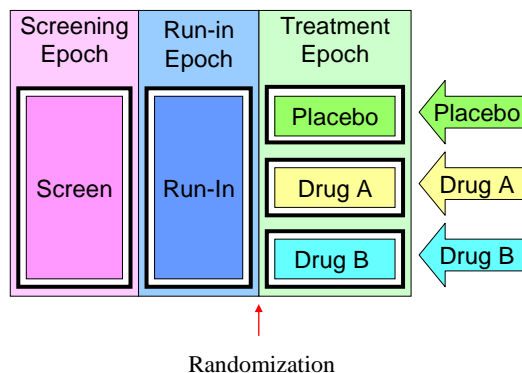 Screening
Epoch
Run-in
Epoch
Treatment
Epoch
Screen
Run-In
Placebo
Drug A
Drug B
Placebo
Drug A
Drug B
Randomization